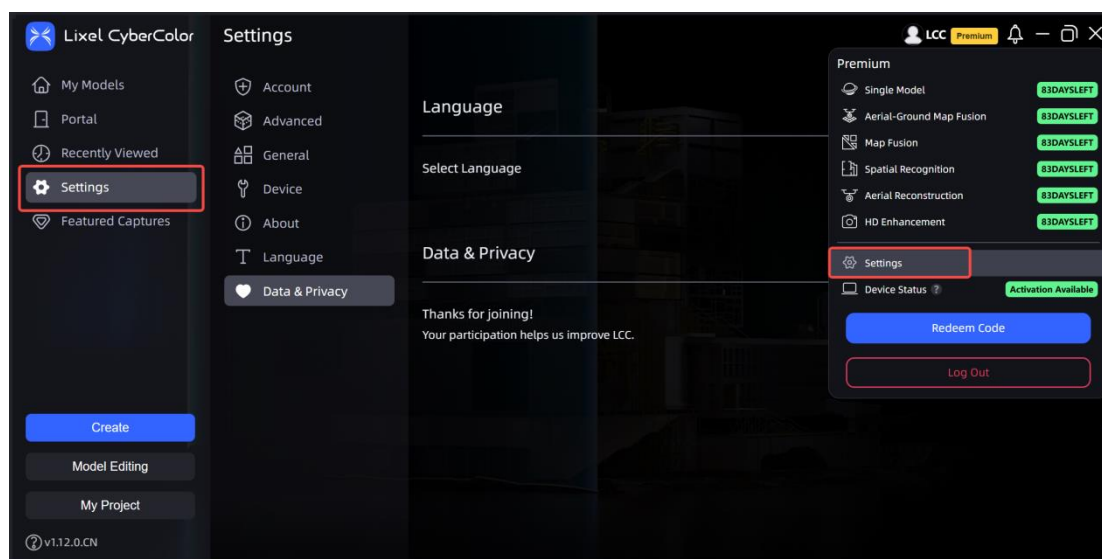 Lixel CyberColor
My Models
Portal
Recently Viewed
Settings
Featured Captures
Create
Model Editing
My Project
v1.12.0.CN
Settings
Account
Advanced
General
Device
About
Language
Data & Privacy
Language
Select Language
Data & Privacy
Thanks for joining!
Your participation helps us improve LCC.
LCC Premium
Premium
Single Model 83DAYSLEFT
Aerial-Ground Map Fusion 83DAYSLEFT
Map Fusion 83DAYSLEFT
Spatial Recognition 83DAYSLEFT
Aerial Reconstruction 83DAYSLEFT
HD Enhancement 83DAYSLEFT
Settings
Device Status ? Activation Available
Redeem Code
Log Out